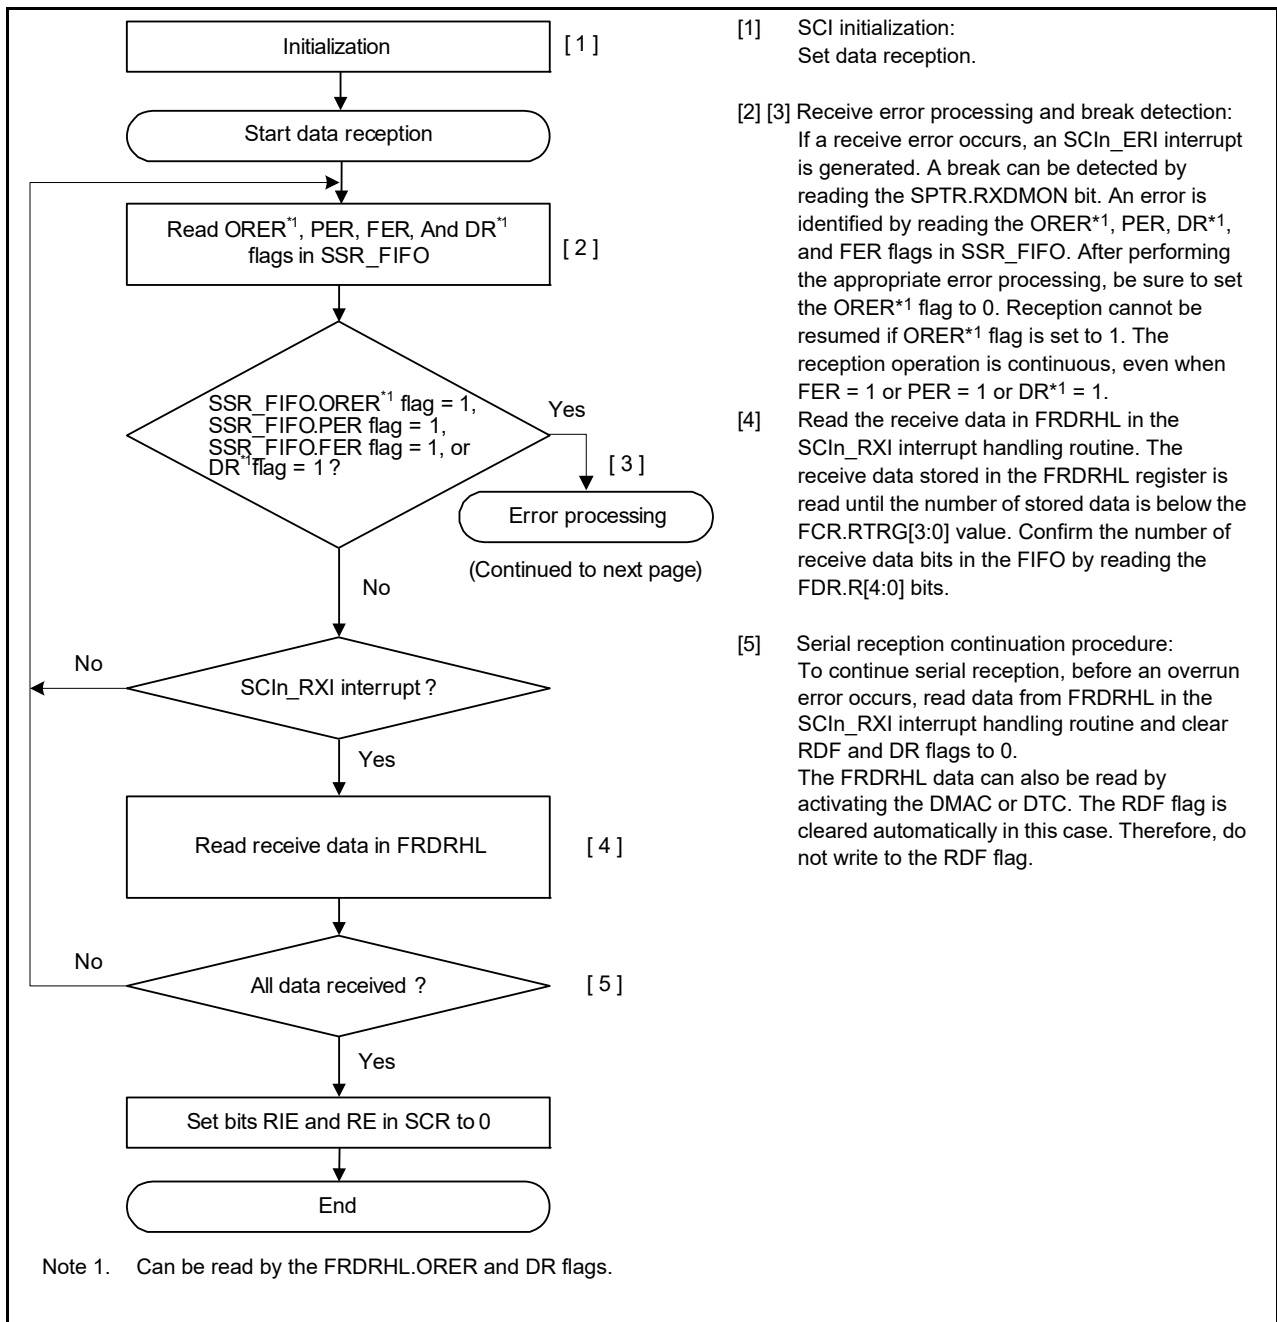 Initialization
[ 1 ]
Start data reception
Read ORER*1, PER, FER, And DR*1
flags in SSR_FIFO
[ 2 ]
SSR_FIFO.ORER*1 flag = 1,
SSR_FIFO.PER flag = 1,
SSR_FIFO.FER flag = 1, or
DR*1 flag = 1 ?
Yes
[ 3 ]
Error processing
(Continued to next page)
No
No
SCIn_RXI interrupt ?
Yes
Read receive data in FRDRHL
[ 4 ]
No
All data received ?
[ 5 ]
Yes
Set bits RIE and RE in SCR to 0
End
[1] SCI initialization:
Set data reception.
[2] [3] Receive error processing and break detection:
If a receive error occurs, an SCIn_ERI interrupt
is generated. A break can be detected by
reading the SPTR.RXDMON bit. An error is
identified by reading the ORER*1, PER, DR*1,
and FER flags in SSR_FIFO. After performing
the appropriate error processing, be sure to set
the ORER*1 flag to 0. Reception cannot be
resumed if ORER*1 flag is set to 1. The
reception operation is continuous, even when
FER = 1 or PER = 1 or DR*1 = 1.
[4] Read the receive data in FRDRHL in the
SCIn_RXI interrupt handling routine. The
receive data stored in the FRDRHL register is
read until the number of stored data is below the
FCR.RTRG[3:0] value. Confirm the number of
receive data bits in the FIFO by reading the
FDR.R[4:0] bits.
[5] Serial reception continuation procedure:
To continue serial reception, before an overrun
error occurs, read data from FRDRHL in the
SCIn_RXI interrupt handling routine and clear
RDF and DR flags to 0.
The FRDRHL data can also be read by
activating the DMAC or DTC. The RDF flag is
cleared automatically in this case. Therefore, do
not write to the RDF flag.
Note 1. Can be read by the FRDRHL.ORER and DR flags.